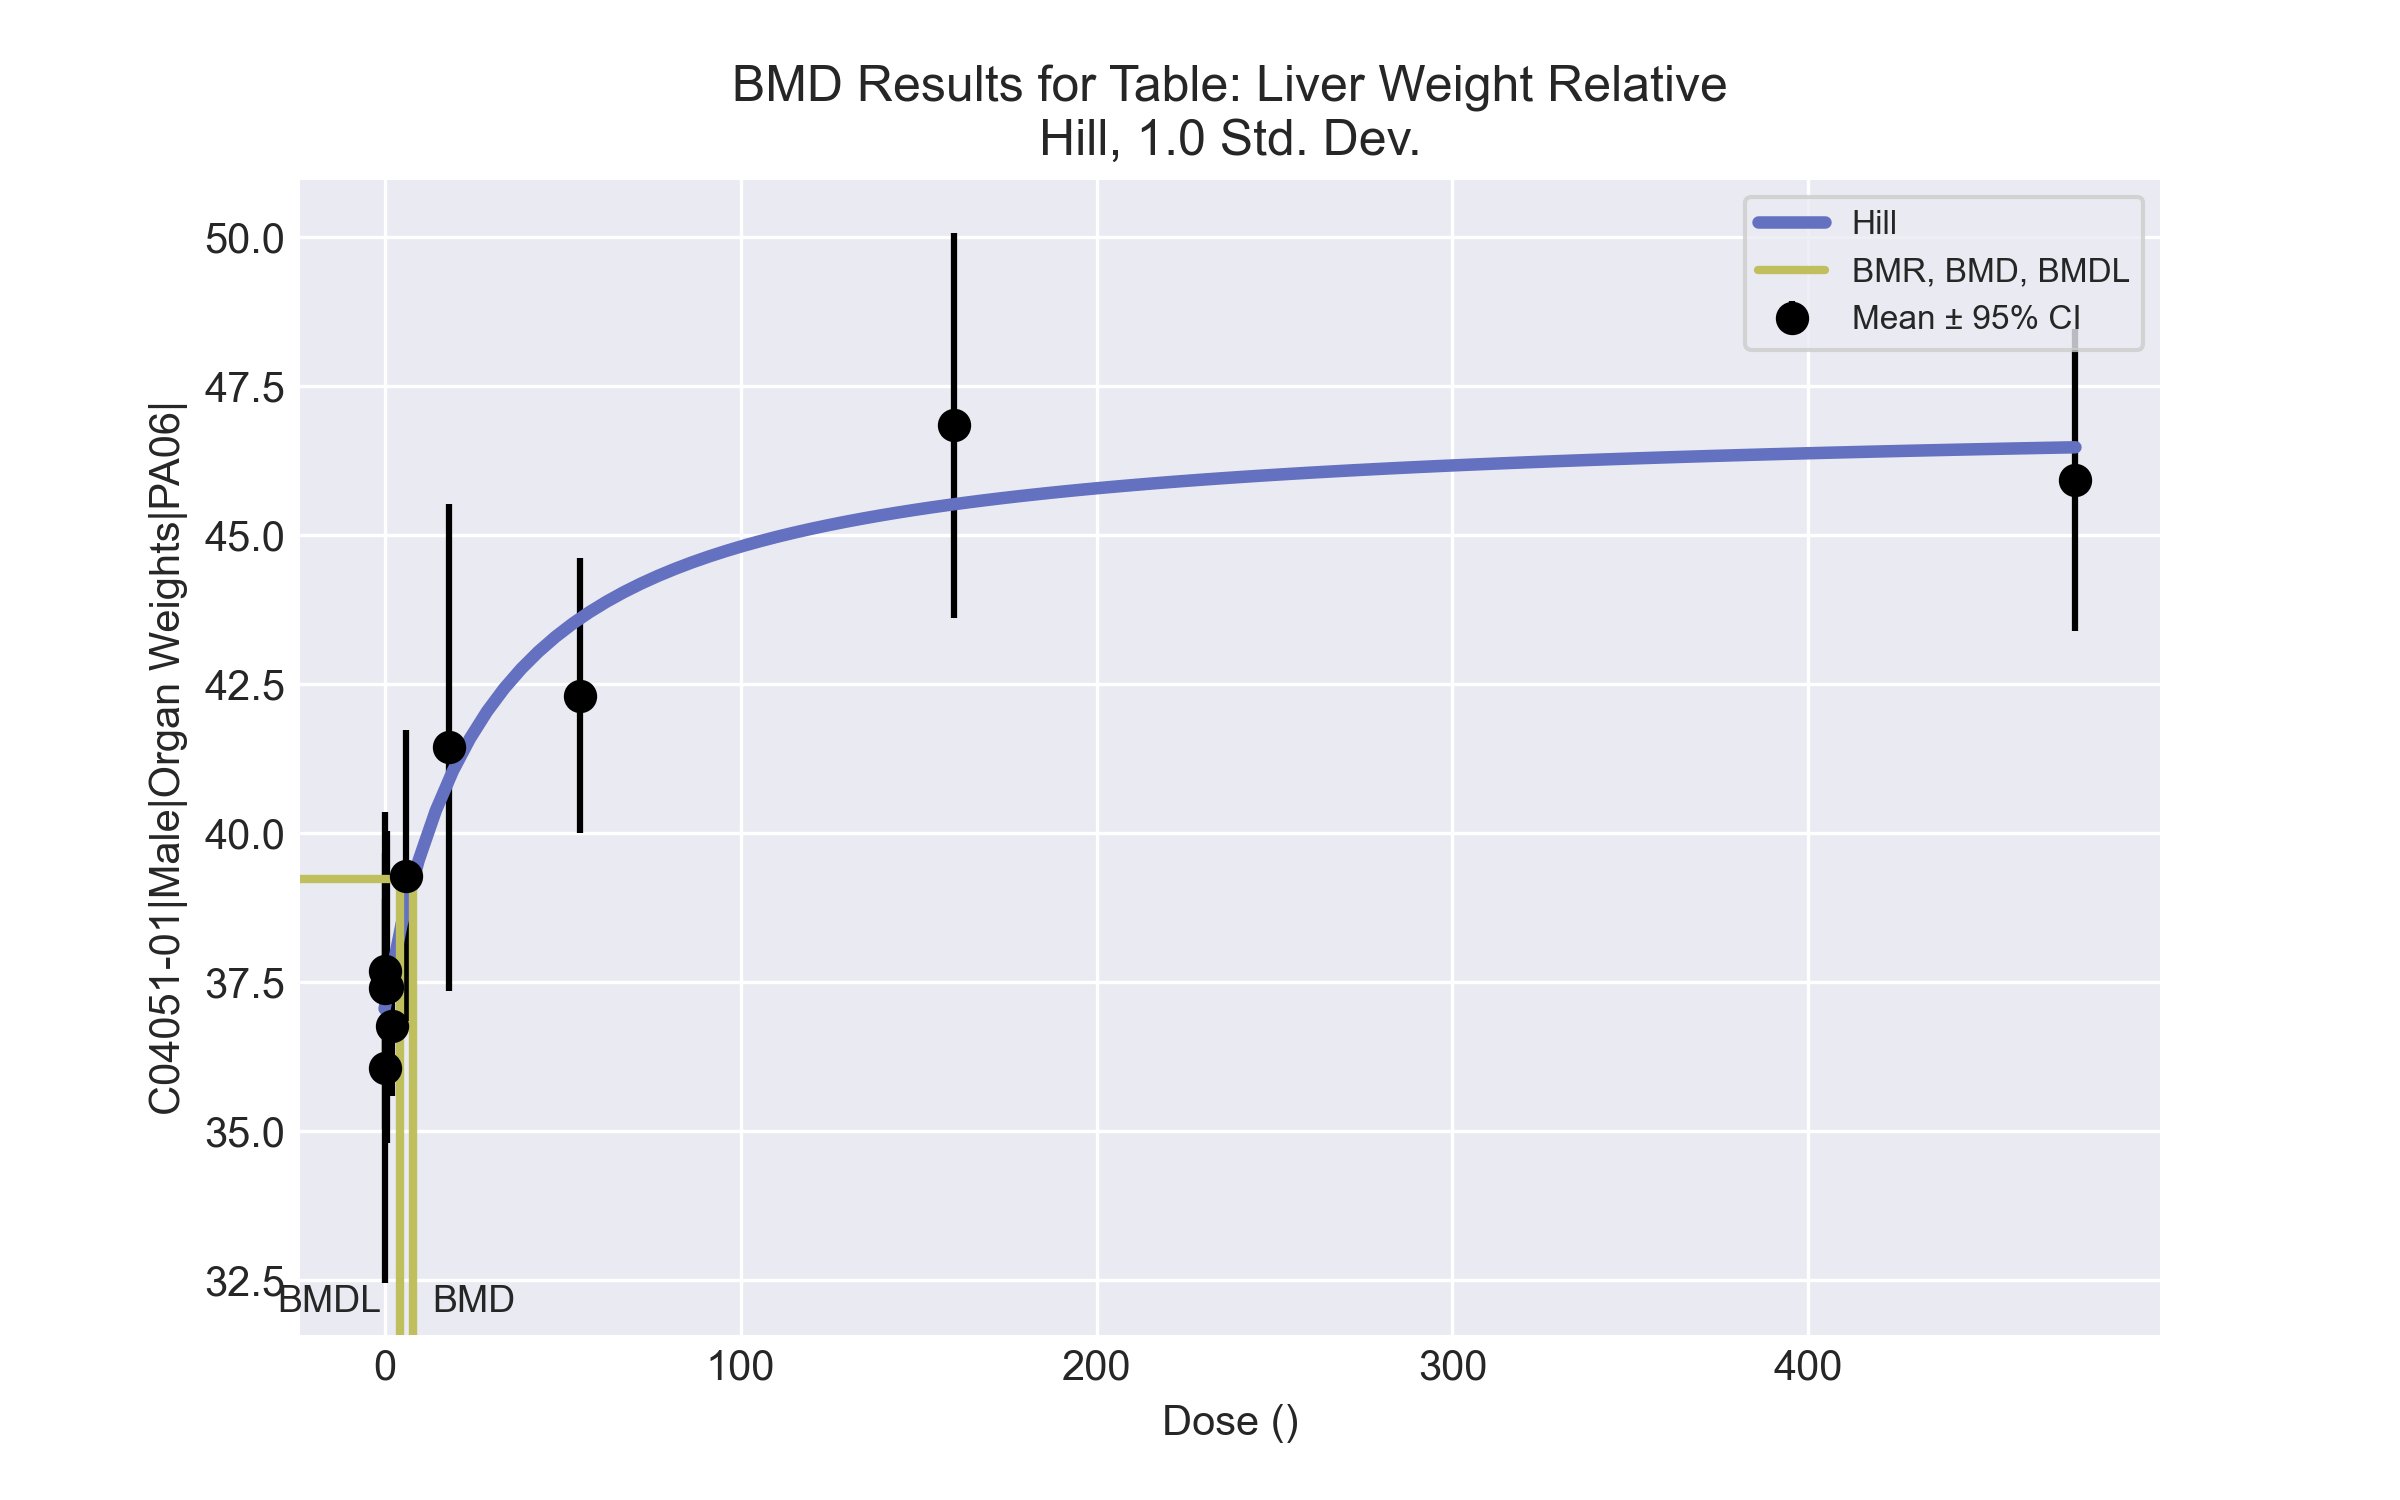 BMD Results for Table: Liver Weight Relative
Hill, 1.0 Std. Dev.
Hill
BMR, BMD, BMDL
Mean ± 95% CI
C04051-01|Male|Organ Weights|PA06|
50.0
47.5
45.0
42.5
40.0
37.5
35.0
32.5
BMDL
BMD
0
100
200
300
400
Dose ()